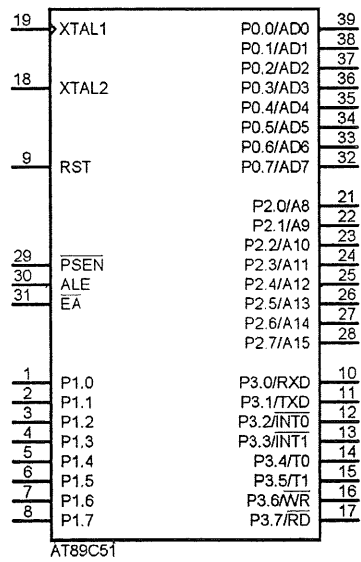 19 XTAL1 P0.0/AD0 39
P0.1/AD1 38
P0.2/AD2 37
18 XTAL2 P0.3/AD3 36
P0.4/AD4 35
P0.5/AD5 34
P0.6/AD6 33
9 RST P0.7/AD7 32
P2.0/A8 21
P2.1/A9 22
P2.2/A10 23
29 PSEN P2.3/A11 24
30 ALE P2.4/A12 25
31 EA P2.5/A13 26
P2.6/A14 27
P2.7/A15 28
1 P1.0 P3.0/RXD 10
2 P1.1 P3.1/TXD 11
3 P1.2 P3.2/INT0 12
4 P1.3 P3.3/INT1 13
5 P1.4 P3.4/T0 14
6 P1.5 P3.5/T1 15
7 P1.6 P3.6/WR 16
8 P1.7 P3.7/RD 17
AT89C51